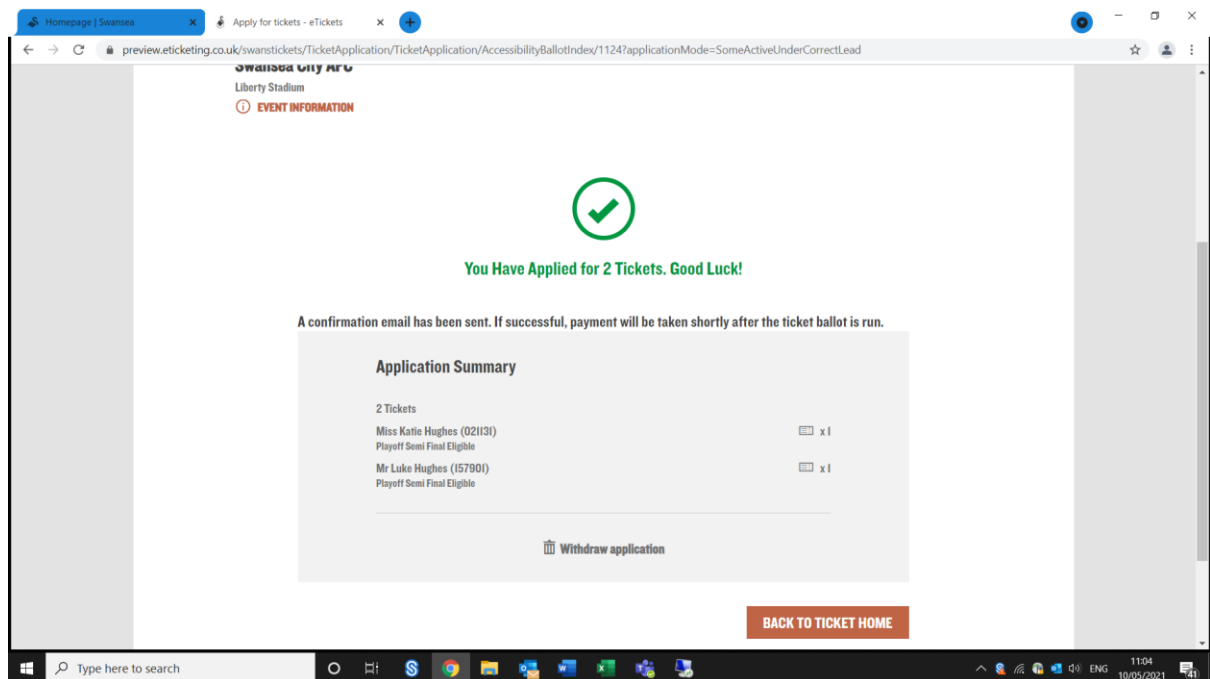 Homepage | Swansea
Apply for tickets - eTickets
preview.eticketing.co.uk/swanstickets/TicketApplication/TicketApplication/AccessibilityBallotIndex/1124?applicationMode=SomeActiveUnderCorrectLead
Swansea City AFC
Liberty Stadium
EVENT INFORMATION
You Have Applied for 2 Tickets. Good Luck!
A confirmation email has been sent. If successful, payment will be taken shortly after the ticket ballot is run.
Application Summary
2 Tickets
Miss Katie Hughes (021131) x 1
Playoff Semi Final Eligible
Mr Luke Hughes (157901) x 1
Playoff Semi Final Eligible
Withdraw application
BACK TO TICKET HOME
Type here to search
ENG
11:04
10/05/2021
41